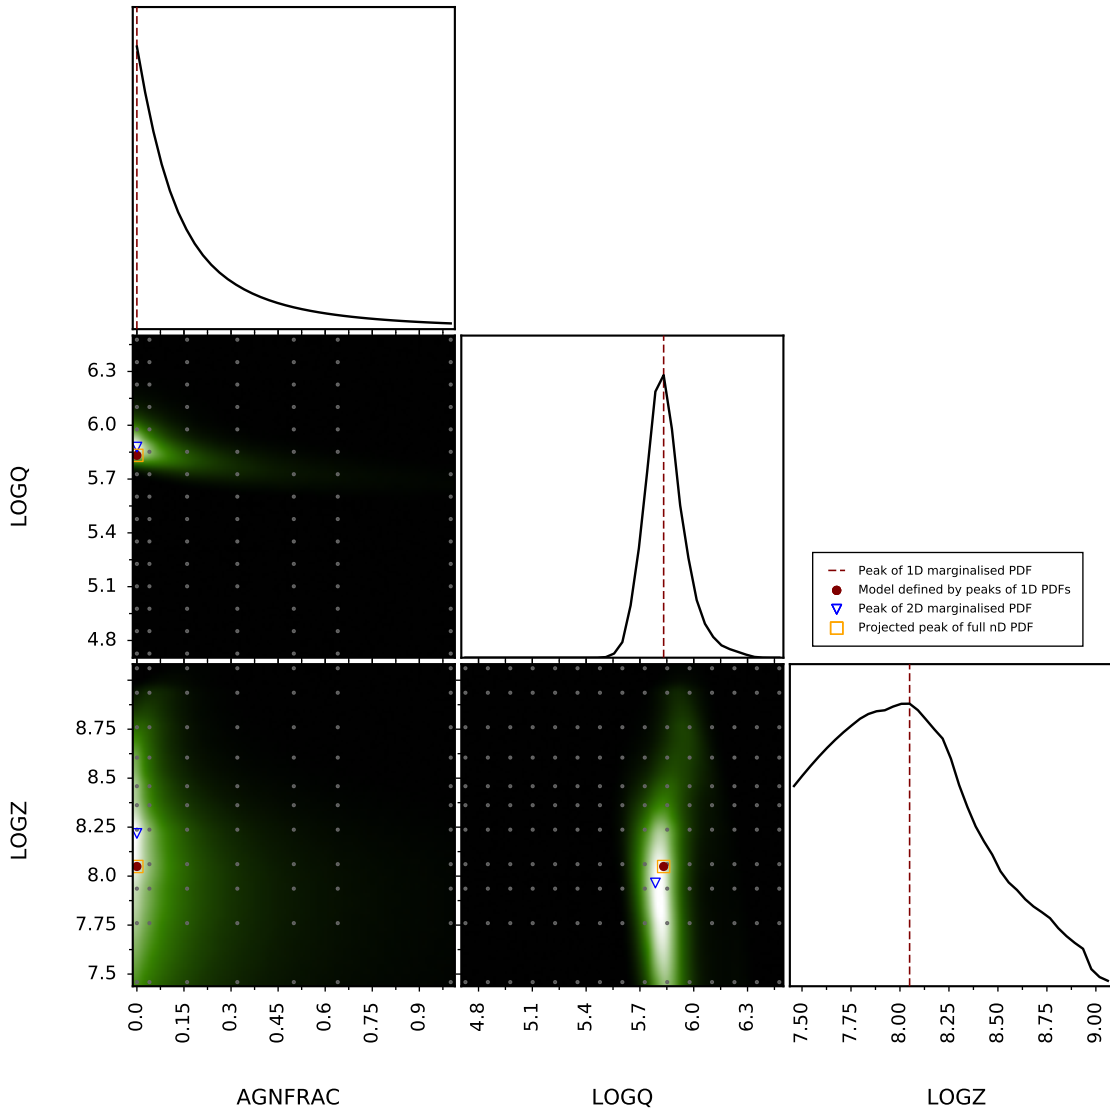 6.3
6.0
5.7
5.4
5.1
4.8
LOGQ
Peak of 1D marginalised PDF
Model defined by peaks of 1D PDFs
Peak of 2D marginalised PDF
Projected peak of full nD PDF
8.75
8.5
8.25
8.0
7.75
7.5
LOGZ
0.0 0.15 0.3 0.45 0.6 0.75 0.9
4.8 5.1 5.4 5.7 6.0 6.3
7.50 7.75 8.00 8.25 8.50 8.75 9.00
AGNFRAC LOGQ LOGZ